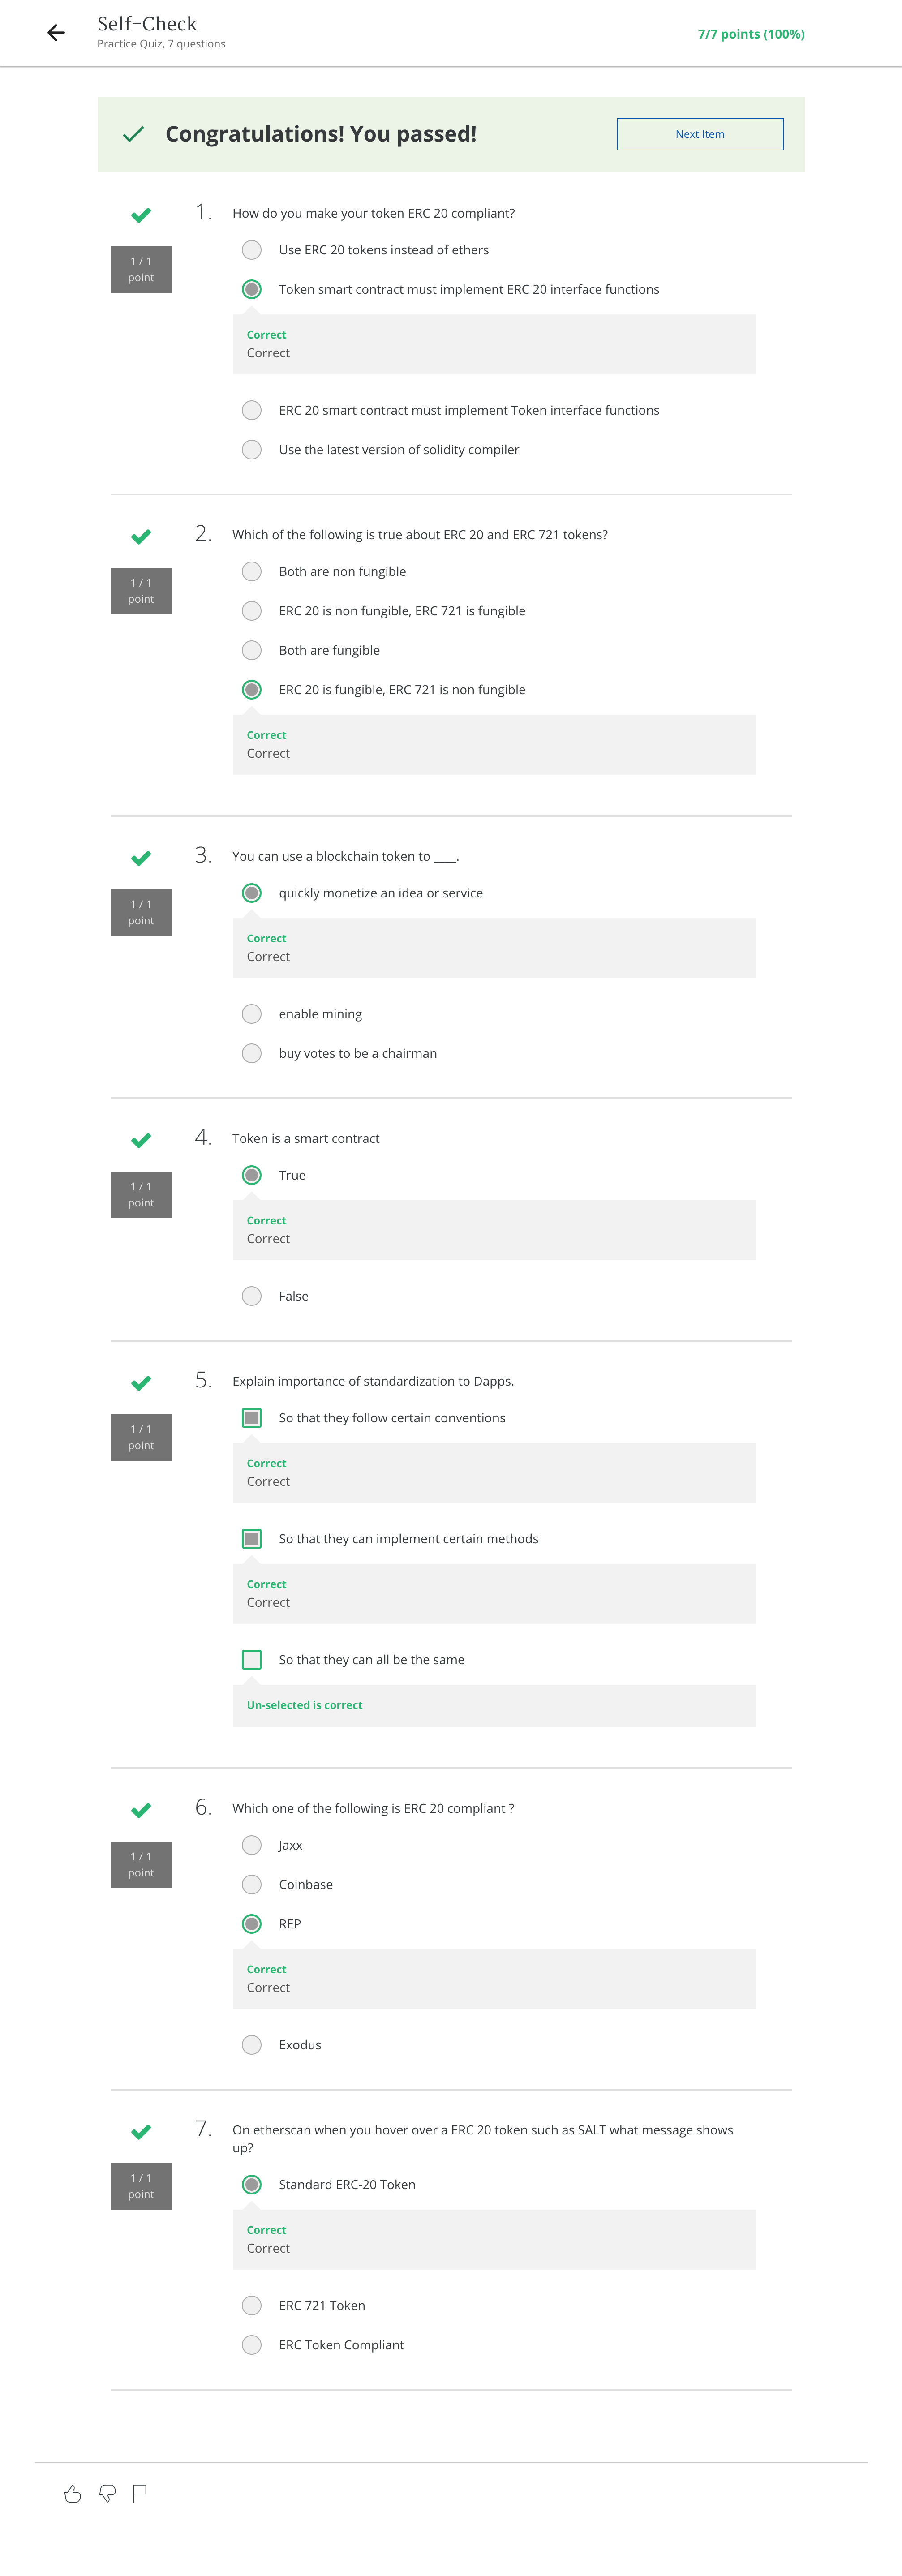 Self-Check
Practice Quiz, 7 questions
7/7 points (100%)
Congratulations! You passed!
Next Item
1 / 1
point
1.
How do you make your token ERC 20 compliant?
Use ERC 20 tokens instead of ethers
Token smart contract must implement ERC 20 interface functions
Correct
Correct
ERC 20 smart contract must implement Token interface functions
Use the latest version of solidity compiler
1 / 1
point
2.
Which of the following is true about ERC 20 and ERC 721 tokens?
Both are non fungible
ERC 20 is non fungible, ERC 721 is fungible
Both are fungible
ERC 20 is fungible, ERC 721 is non fungible
Correct
Correct
1 / 1
point
3.
You can use a blockchain token to ____.
quickly monetize an idea or service
Correct
Correct
enable mining
buy votes to be a chairman
1 / 1
point
4.
Token is a smart contract
True
Correct
Correct
False
1 / 1
point
5.
Explain importance of standardization to Dapps.
So that they follow certain conventions
Correct
Correct
So that they can implement certain methods
Correct
Correct
So that they can all be the same
Un-selected is correct
1 / 1
point
6.
Which one of the following is ERC 20 compliant ?
Jaxx
Coinbase
REP
Correct
Correct
Exodus
1 / 1
point
7.
On etherscan when you hover over a ERC 20 token such as SALT what message shows
up?
Standard ERC-20 Token
Correct
Correct
ERC 721 Token
ERC Token Compliant